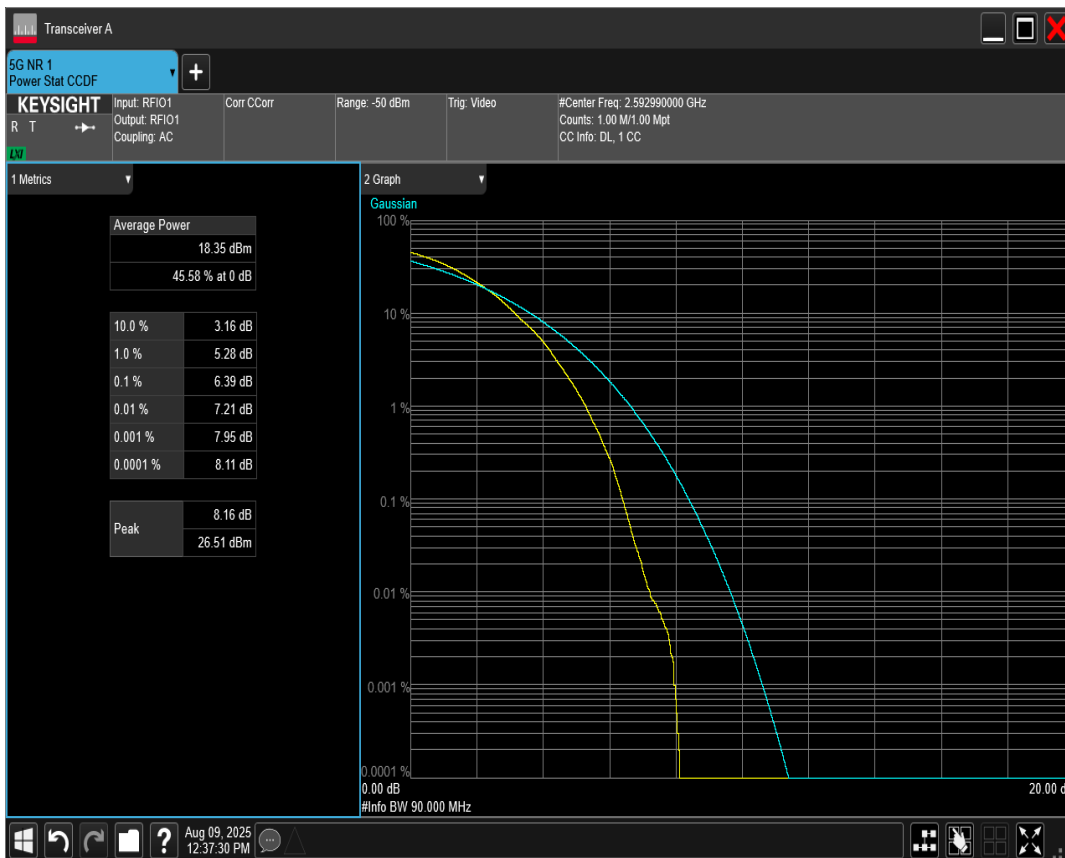 Transceiver A
5G NR 1
Power Stat CCDF
+
KEYSIGHT
R T
LXI
Input: RFIO1
Output: RFIO1
Coupling: AC
Corr CCorr
Range: -50 dBm
Trig: Video
#Center Freq: 2.592990000 GHz
Counts: 1.00 M/1.00 Mpt
CC Info: DL, 1 CC
1 Metrics
Average Power
18.35 dBm
45.58 % at 0 dB
10.0 % 3.16 dB
1.0 % 5.28 dB
0.1 % 6.39 dB
0.01 % 7.21 dB
0.001 % 7.95 dB
0.0001 % 8.11 dB
Peak
8.16 dB
26.51 dBm
2 Graph
Gaussian
100 %
10 %
1 %
0.1 %
0.01 %
0.001 %
0.0001 %
0.00 dB 20.00 d
#Info BW 90.000 MHz
?
Aug 09, 2025
12:37:30 PM